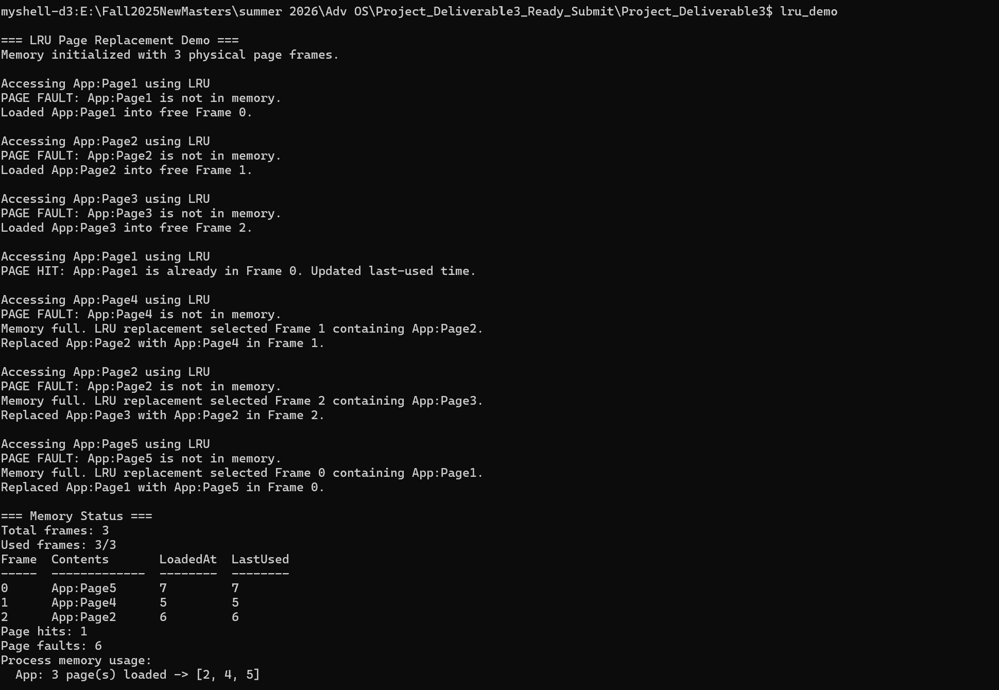 myshell-d3:E:\Fall2025NewMasters\summer 2026\Adv OS\Project_Deliverable3_Ready_Submit\Project_Deliverable3$ lru_demo
=== LRU Page Replacement Demo ===
Memory initialized with 3 physical page frames.
Accessing App:Page1 using LRU
PAGE FAULT: App:Page1 is not in memory.
Loaded App:Page1 into free Frame 0.
Accessing App:Page2 using LRU
PAGE FAULT: App:Page2 is not in memory.
Loaded App:Page2 into free Frame 1.
Accessing App:Page3 using LRU
PAGE FAULT: App:Page3 is not in memory.
Loaded App:Page3 into free Frame 2.
Accessing App:Page1 using LRU
PAGE HIT: App:Page1 is already in Frame 0. Updated last-used time.
Accessing App:Page4 using LRU
PAGE FAULT: App:Page4 is not in memory.
Memory full. LRU replacement selected Frame 1 containing App:Page2.
Replaced App:Page2 with App:Page4 in Frame 1.
Accessing App:Page2 using LRU
PAGE FAULT: App:Page2 is not in memory.
Memory full. LRU replacement selected Frame 2 containing App:Page3.
Replaced App:Page3 with App:Page2 in Frame 2.
Accessing App:Page5 using LRU
PAGE FAULT: App:Page5 is not in memory.
Memory full. LRU replacement selected Frame 0 containing App:Page1.
Replaced App:Page1 with App:Page5 in Frame 0.
=== Memory Status ===
Total frames: 3
Used frames: 3/3
Frame  Contents       LoadedAt  LastUsed
-----  -------------  --------  --------
0      App:Page5      7         7
1      App:Page4      5         5
2      App:Page2      6         6
Page hits: 1
Page faults: 6
Process memory usage:
  App: 3 page(s) loaded -> [2, 4, 5]